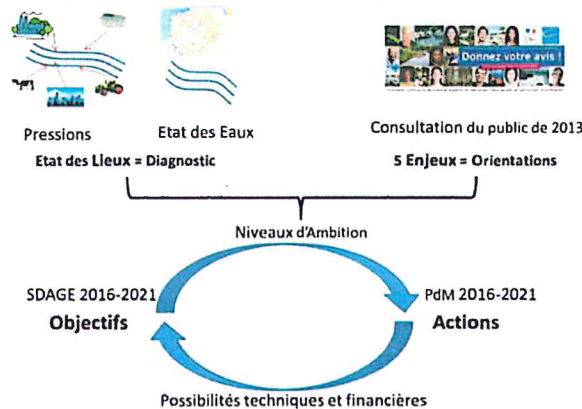 Donnez votre avis !
Pressions
Etat des Eaux
Consultation du public de 2013
Etat des Lieux = Diagnostic
5 Enjeux = Orientations
Niveaux d'Ambition
SDAGE 2016-2021
Objectifs
PdM 2016-2021
Actions
Possibilités techniques et financières